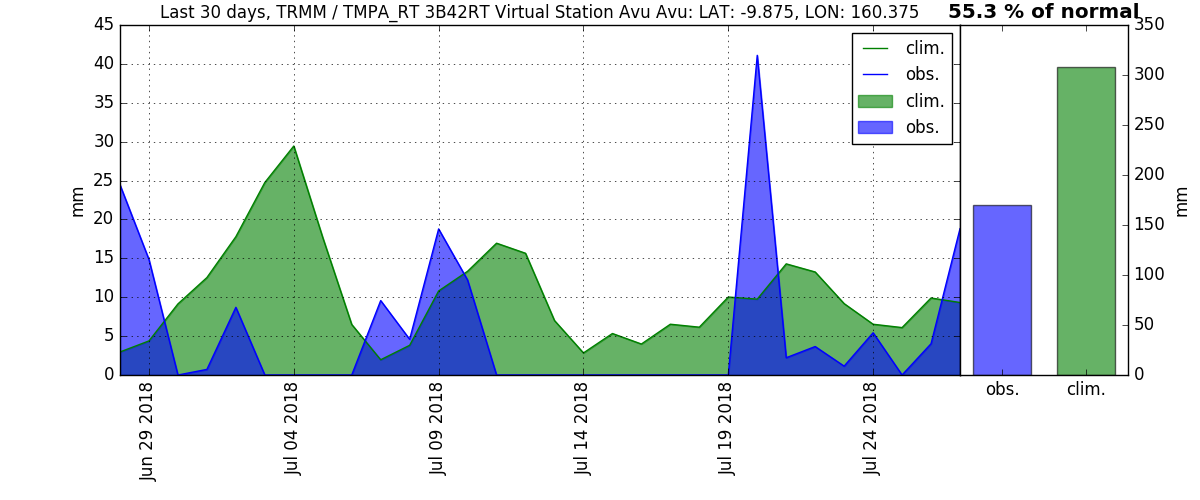 Last 30 days, TRMM / TMPA_RT 3B42RT Virtual Station Avu Avu: LAT: -9.875, LON: 160.375
55.3 % of normal
45
40
35
30
25
20
15
10
5
0
mm
clim.
obs.
clim.
obs.
Jun 29 2018
Jul 04 2018
Jul 09 2018
Jul 14 2018
Jul 19 2018
Jul 24 2018
350
300
250
200
150
100
50
0
mm
obs.
clim.